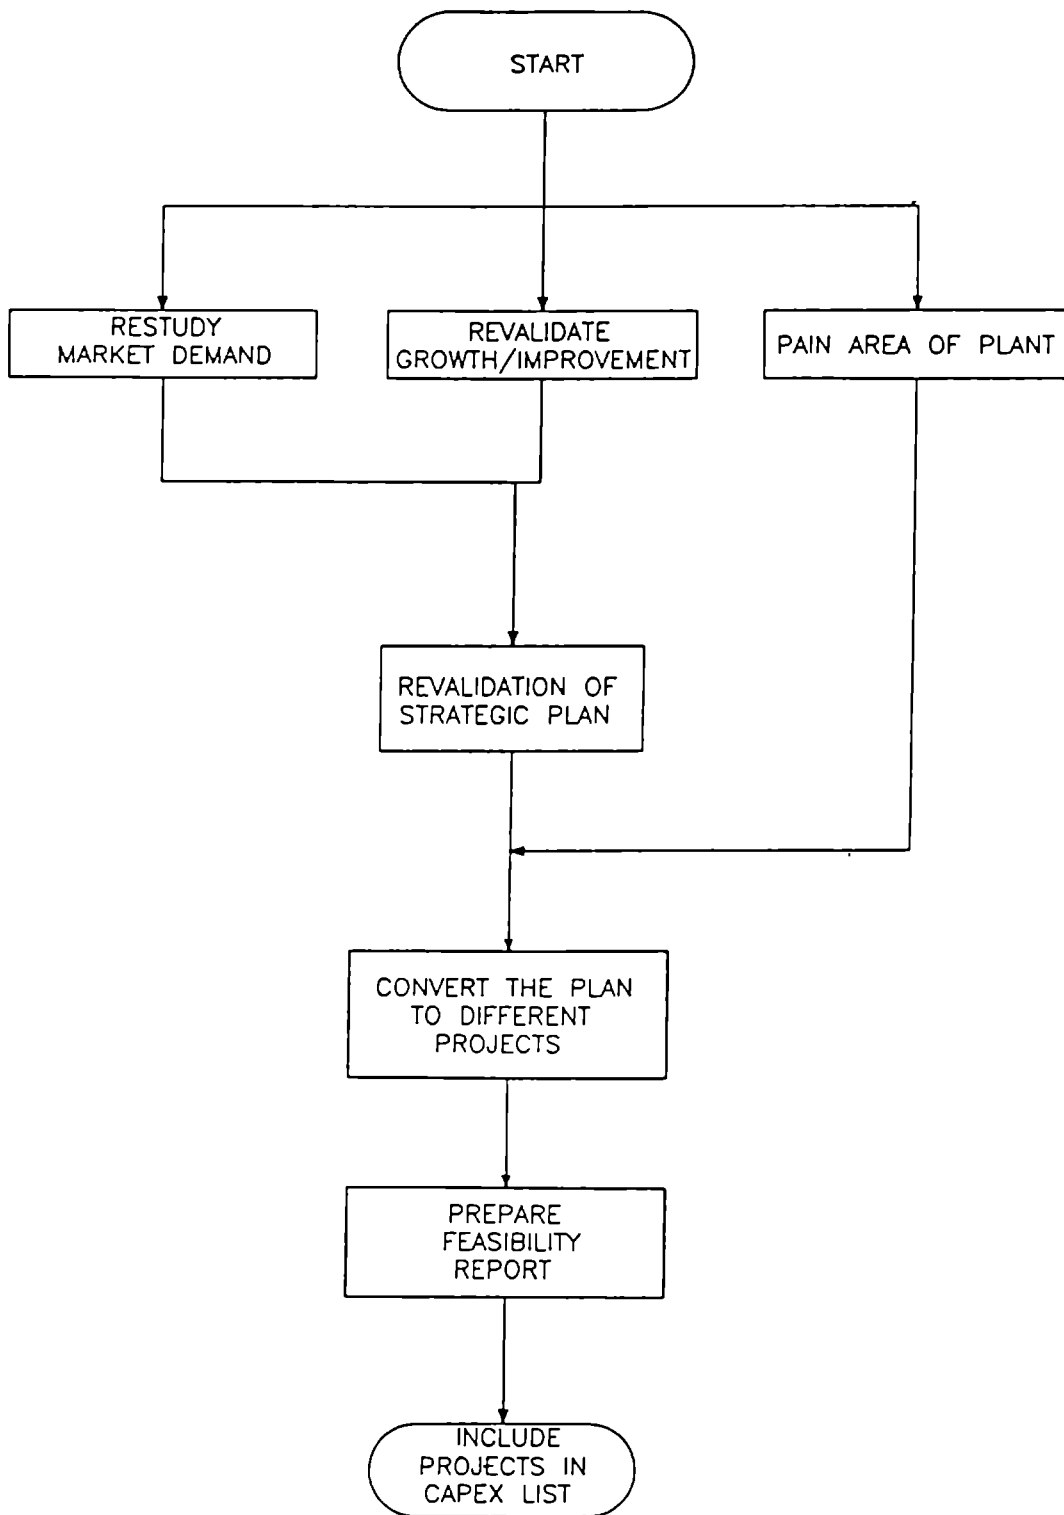 START
RESTUDY
MARKET DEMAND
REVALIDATE
GROWTH/IMPROVEMENT
PAIN AREA OF PLANT
REVALIDATION OF
STRATEGIC PLAN
CONVERT THE PLAN
TO DIFFERENT
PROJECTS
PREPARE
FEASIBILITY
REPORT
INCLUDE
PROJECTS IN
CAPEX LIST